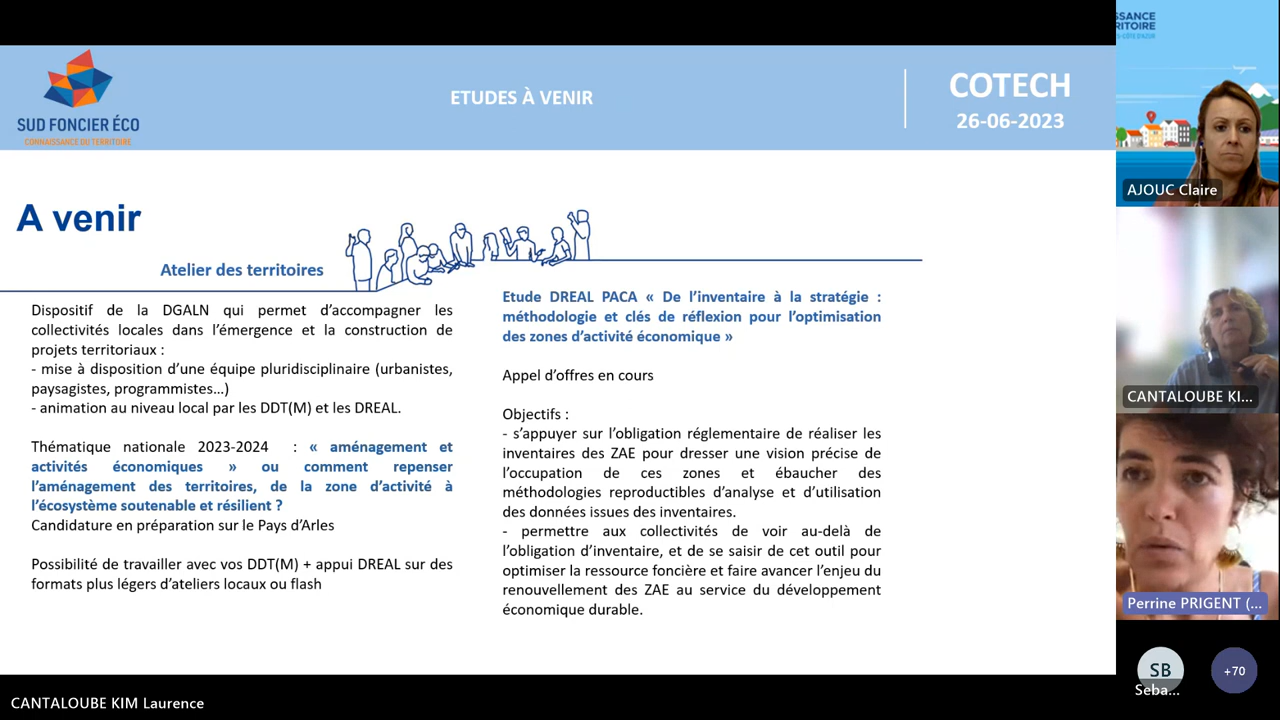 SUD FONCIER ÉCO
CONNAISSANCE DU TERRITOIRE
ETUDES À VENIR
COTECH
26-06-2023
A venir
Atelier des territoires
Dispositif de la DGALN qui permet d’accompagner les
collectivités locales dans l’émergence et la construction de
projets territoriaux :
- mise à disposition d’une équipe pluridisciplinaire (urbanistes,
paysagistes, programmistes…)
- animation au niveau local par les DDT(M) et les DREAL.
Thématique nationale 2023-2024 : « aménagement et
activités économiques » ou comment repenser
l’aménagement des territoires, de la zone d’activité à
l’écosystème soutenable et résilient ?
Candidature en préparation sur le Pays d’Arles
Possibilité de travailler avec vos DDT(M) + appui DREAL sur des
formats plus légers d’ateliers locaux ou flash
Etude DREAL PACA « De l’inventaire à la stratégie :
méthodologie et clés de réflexion pour l’optimisation
des zones d’activité économique »
Appel d’offres en cours
Objectifs :
- s’appuyer sur l’obligation réglementaire de réaliser les
inventaires des ZAE pour dresser une vision précise de
l’occupation de ces zones et ébaucher des
méthodologies reproductibles d’analyse et d’utilisation
des données issues des inventaires.
- permettre aux collectivités de voir au-delà de
l’obligation d’inventaire, et de se saisir de cet outil pour
optimiser la ressource foncière et faire avancer l’enjeu du
renouvellement des ZAE au service du développement
économique durable.
SSANCE
RITOIRE
AJOUC Claire
CANTALOUBE KI...
Perrine PRIGENT (...
SB
Seba...
+70
CANTALOUBE KIM Laurence